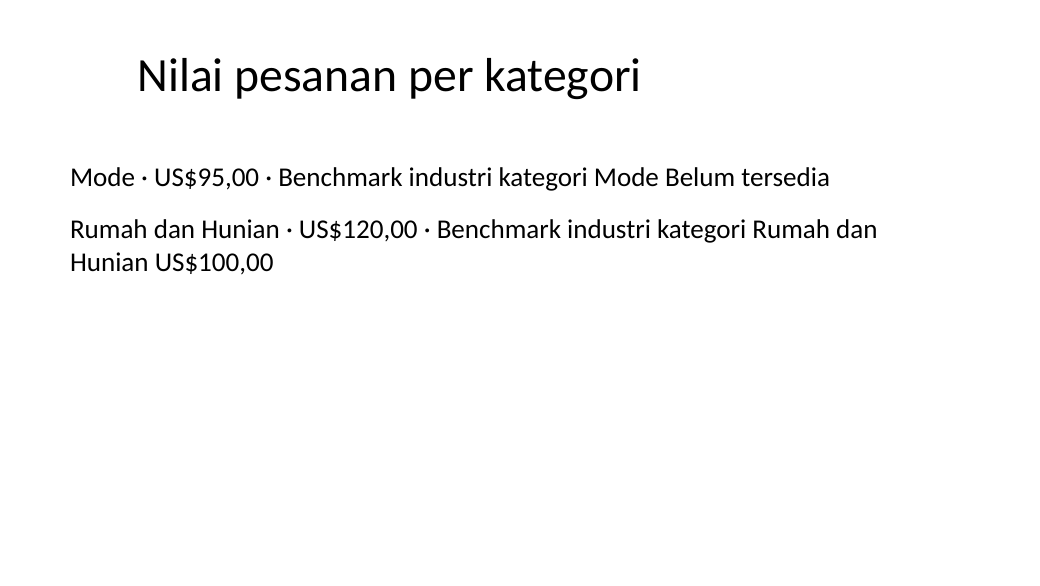 Nilai pesanan per kategori
Mode · US$95,00 · Benchmark industri kategori Mode Belum tersedia
Rumah dan Hunian · US$120,00 · Benchmark industri kategori Rumah dan
Hunian US$100,00